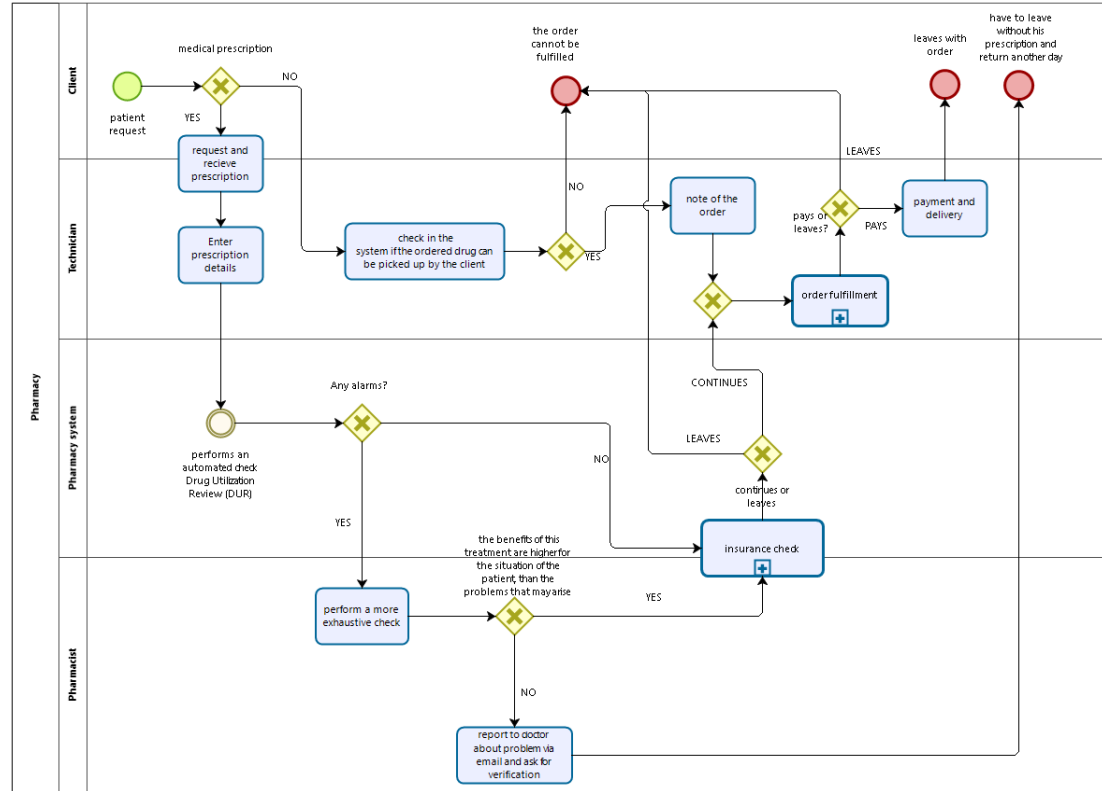 Pharmacy
Client
Technician
Pharmacy system
Pharmacist
patient
request
medical prescription
NO
YES
request and
recieve
prescription
the order
cannot be
fulfilled
leaves with
order
have to leave
without his
prescription and
return another day
LEAVES
Enter
prescription
details
check in the
system if the ordered drug can
be picked up by the client
NO
YES
note of the
order
pays or
leaves?
PAYS
payment and
delivery
order fulfillment
CONTINUES
Any alarms?
performs an
automated check
Drug Utilization
Review (DUR)
NO
YES
LEAVES
continues or
leaves
insurance check
the benefits of this
treatment are higher for
the situation of the
patient, than the
problems that may arise
perform a more
exhaustive check
YES
NO
report to doctor
about problem via
email and ask for
verification